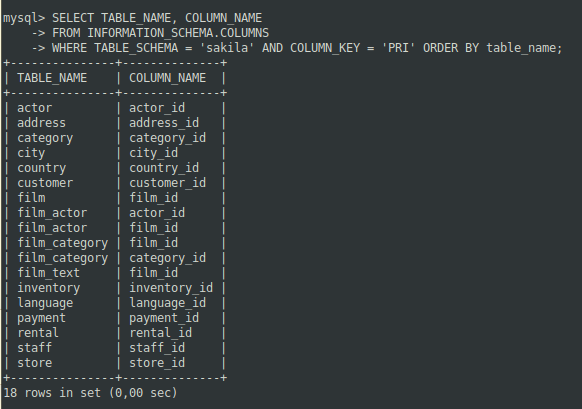 mysql> SELECT TABLE_NAME, COLUMN_NAME
    -> FROM INFORMATION_SCHEMA.COLUMNS
    -> WHERE TABLE_SCHEMA = 'sakila' AND COLUMN_KEY = 'PRI' ORDER BY table_name;
+---------------+--------------+
| TABLE_NAME    | COLUMN_NAME  |
+---------------+--------------+
| actor         | actor_id     |
| address       | address_id   |
| category      | category_id  |
| city          | city_id      |
| country       | country_id   |
| customer      | customer_id  |
| film          | film_id      |
| film_actor    | actor_id     |
| film_actor    | film_id      |
| film_category | film_id      |
| film_category | category_id  |
| film_text     | film_id      |
| inventory     | inventory_id |
| language      | language_id  |
| payment       | payment_id   |
| rental        | rental_id    |
| staff         | staff_id     |
| store         | store_id     |
+---------------+--------------+
18 rows in set (0,00 sec)